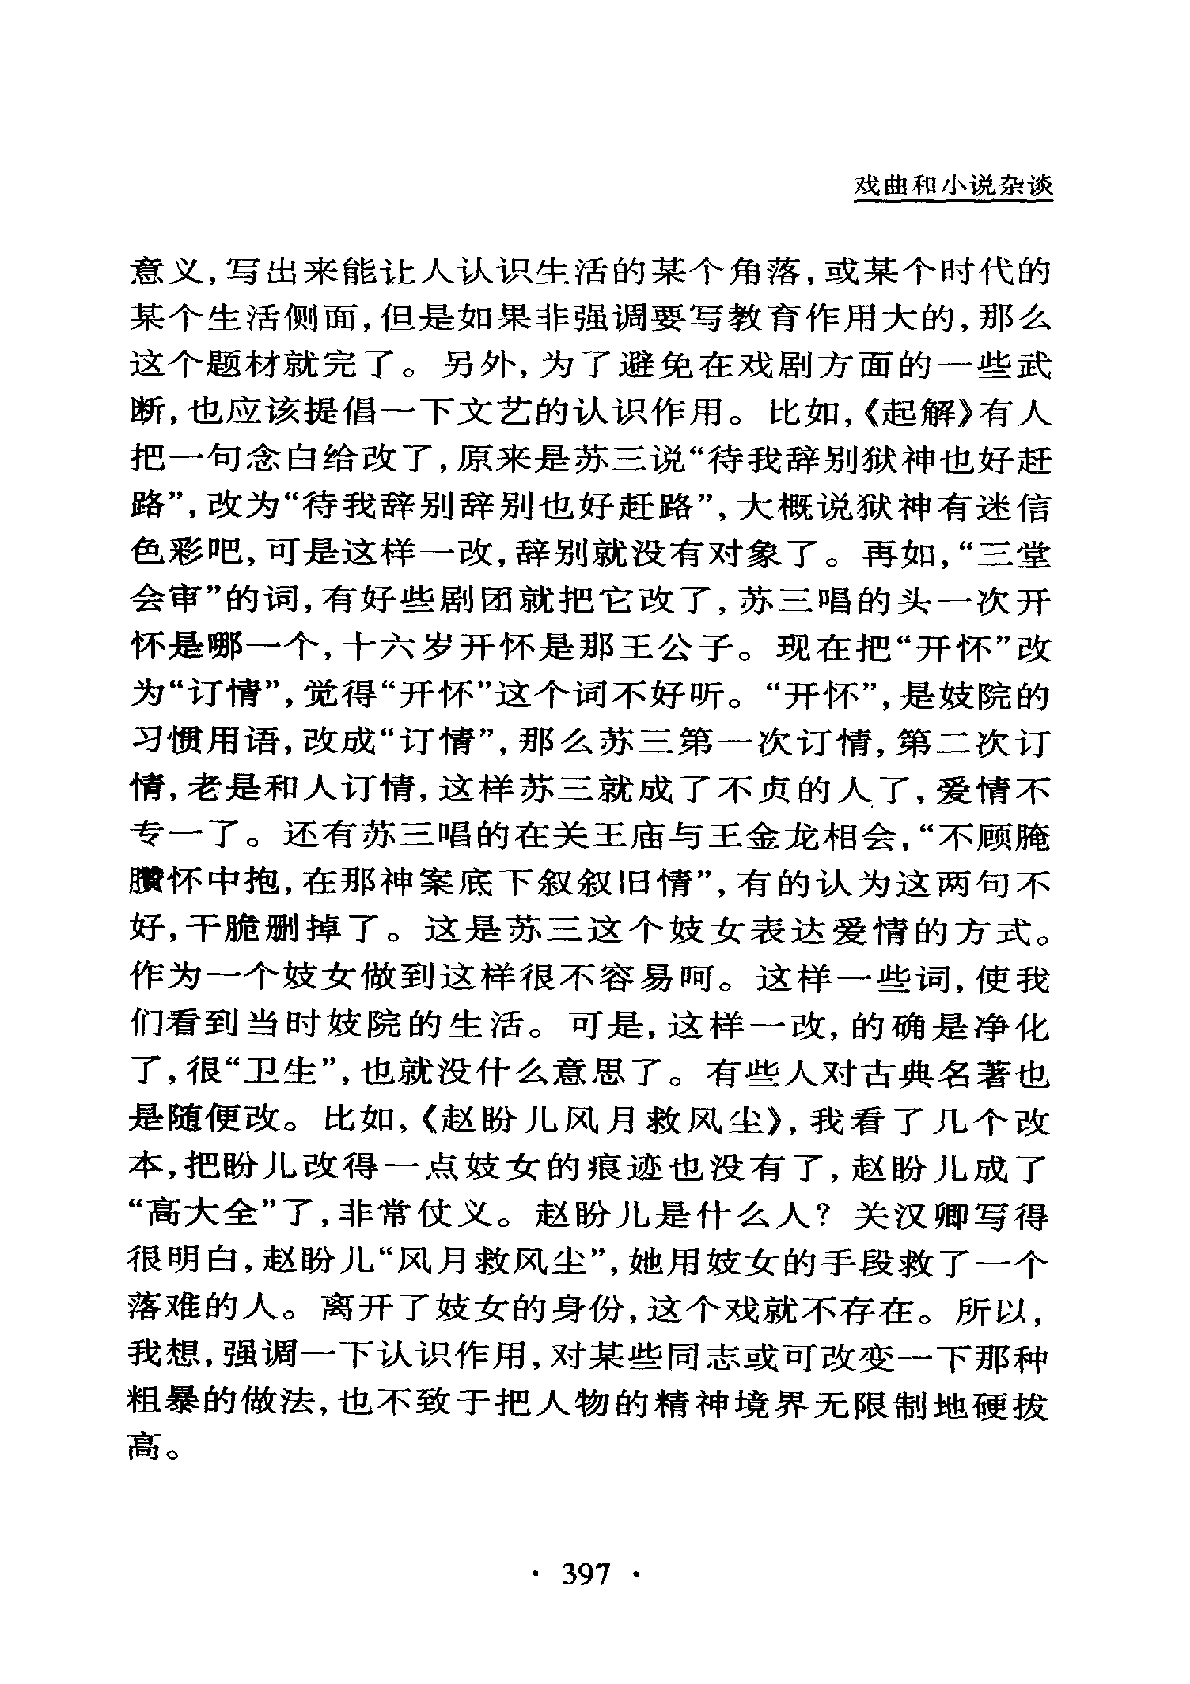 戏曲和小说杂谈
意义,写出来能让人认识生活的某个角落,或某个时代的
某个生活侧面,但是如果非强调要写教育作用大的,那么
这个题材就完了。另外,为了避免在戏剧方面的一些武
断,也应该提倡一下文艺的认识作用。比如,《起解》有人
把一句念白给改了,原来是苏三说“待我辞别狱神也好赶
路”,改为“待我辞别辞别也好赶路”,大概说狱神有迷信
色彩吧,可是这样一改,辞别就没有对象了。再如,“三堂
会审”的词,有好些剧团就把它改了,苏三唱的头一次开
怀是哪一个,十六岁开怀是那王公子。现在把“开怀”改
为“订情”,觉得“开怀”这个词不好听。“开怀”,是妓院的
习惯用语,改成“订情”,那么苏三第一次订情,第二次订
情,老是和人订情,这样苏三就成了不贞的人了,爱情不
专一了。还有苏三唱的在关王庙与王金龙相会,“不顾腌
臜怀中抱,在那神案底下叙叙旧情”,有的认为这两句不
好,干脆删掉了。这是苏三这个妓女表达爱情的方式。
作为一个妓女做到这样很不容易呵。这样一些词,使我
们看到当时妓院的生活。可是,这样一改,的确是净化
了,很“卫生”,也就没什么意思了。有些人对古典名著也
是随便改。比如,《赵盼儿风月救风尘》,我看了几个改
本,把盼儿改得一点妓女的痕迹也没有了,赵盼儿成了
“高大全”了,非常仗义。赵盼儿是什么人?关汉卿写得
很明白,赵盼儿“风月救风尘”,她用妓女的手段救了一个
落难的人。离开了妓女的身份,这个戏就不存在。所以,
我想,强调一下认识作用,对某些同志或可改变一下那种
粗暴的做法,也不致于把人物的精神境界无限制地硬拔
高。
· 397 ·